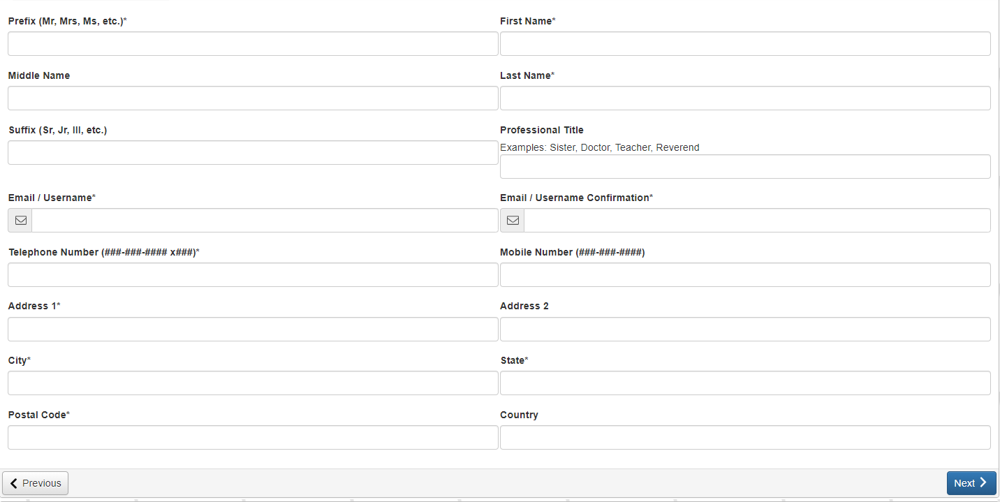 Prefix (Mr, Mrs, Ms, etc.)*
First Name*
Middle Name
Last Name*
Suffix (Sr, Jr, III, etc.)
Professional Title
Examples: Sister, Doctor, Teacher, Reverend
Email / Username*
Email / Username Confirmation*
Telephone Number (###-###-#### x###)*
Mobile Number (###-###-####)
Address 1*
Address 2
City*
State*
Postal Code*
Country
Previous
Next